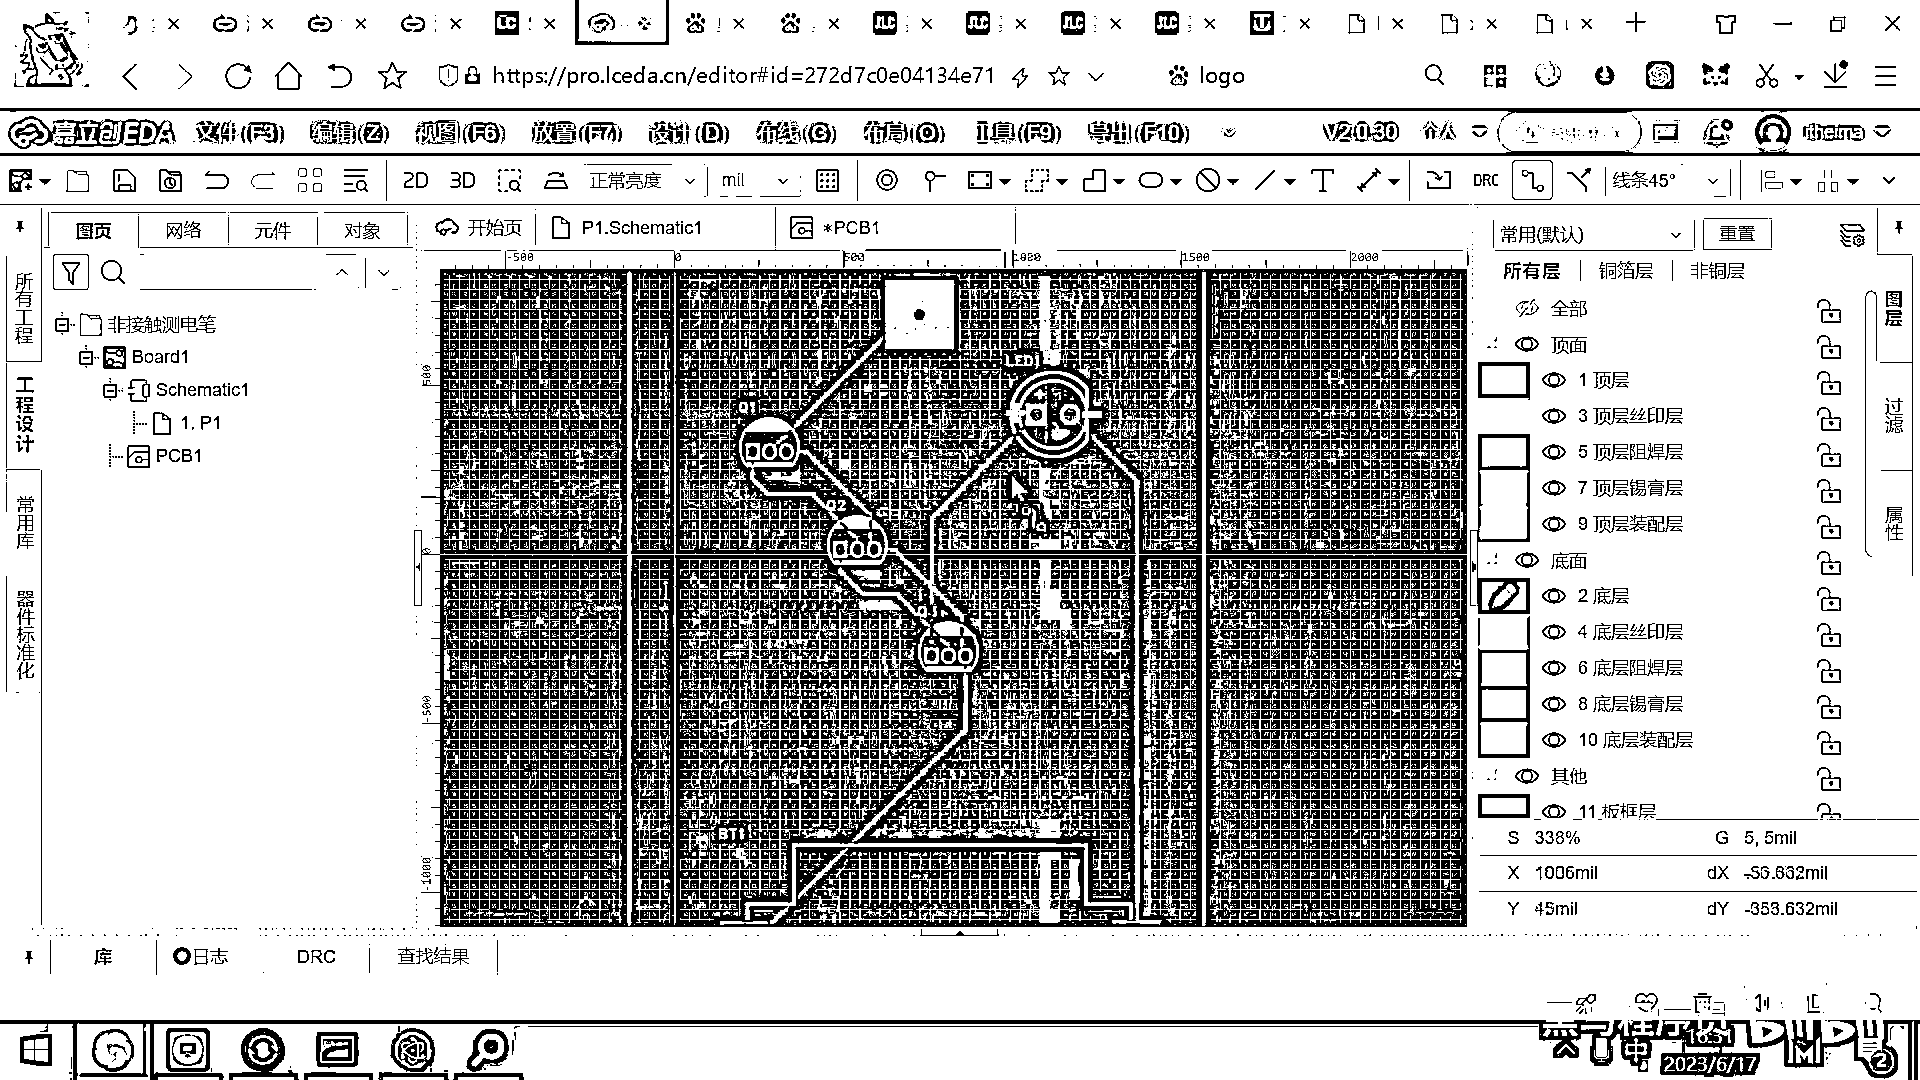 https://pro.lceda.cn/editor#id=272d7c0e04134e71
logo
嘉立创EDA 文件(F3) 编辑(Z) 视图(F6) 放置(F7) 设计(D) 布线(G) 布局(O) 工具(F9) 导出(F10) V2.0.30 个人
2D 3D 正常亮度 mil DRC 线条45°
图页 网络 元件 对象
开始页 P1.Schematic1 *PCB1
常用(默认) 重置
所有层 铜箔层 非铜层
所有工程
工程设计
常用库
器件标准化
非接触测电笔
Board1
Schematic1
1. P1
PCB1
-500 0 500 1000 1500 2000
500
0
-500
-1000
LED1
Q1
Q2
BT1
全部
顶面
1 顶层
3 顶层丝印层
5 顶层阻焊层
7 顶层锡膏层
9 顶层装配层
底面
2 底层
4 底层丝印层
6 底层阻焊层
8 底层锡膏层
10 底层装配层
其他
11 板框层
图层
过滤
属性
S 338% G 5, 5mil
X 1006mil dX -56.632mil
Y 45mil dY -353.632mil
库 日志 DRC 查找结果
中
2023/6/17
2